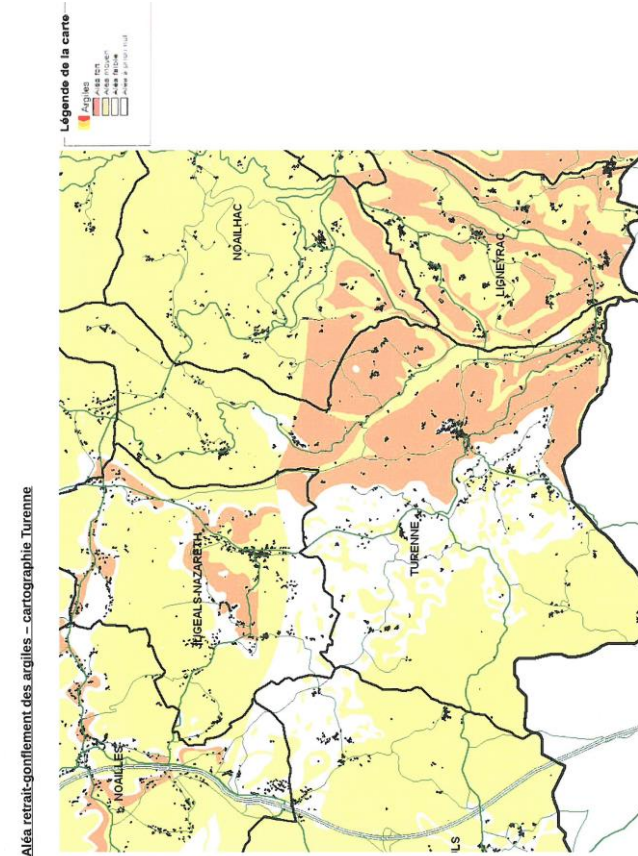 Aléa retrait-gonflement des argiles – cartographie Turenne
Légende de la carte
Argiles
Aléa fort
Aléa moyen
Aléa faible
Aléa à priori nul
NOAILHAC
LIGNEYRAC
JUGEALS-NAZARETH
TURENNE
NOAILLES
LS